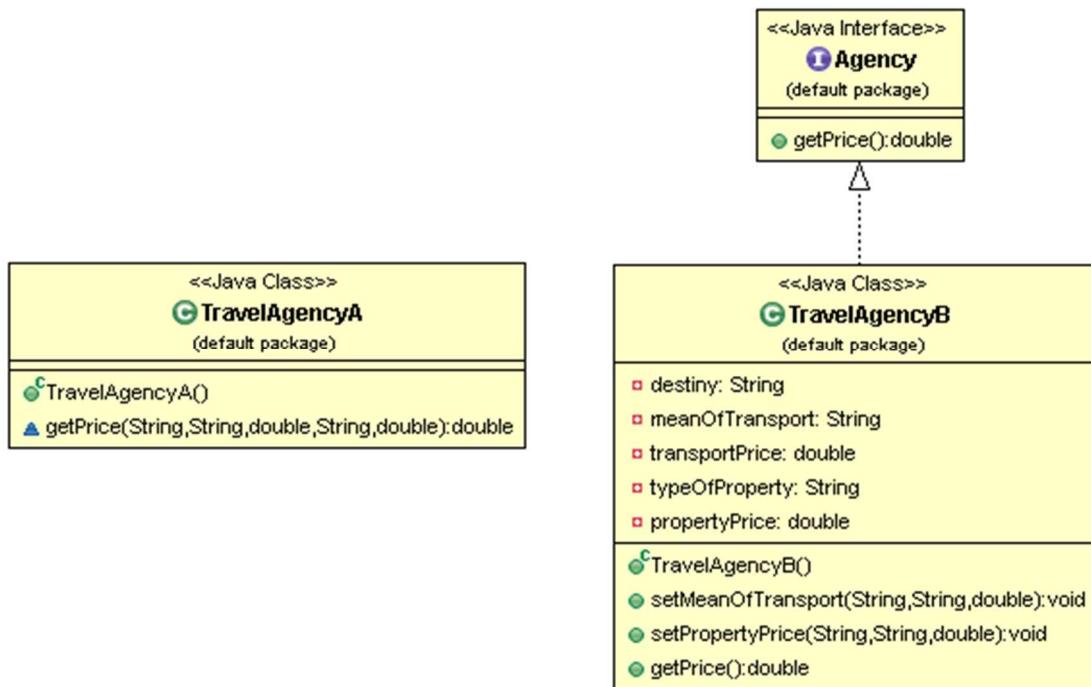 <<Java Interface>>
Agency
(default package)
getPrice():double
<<Java Class>>
TravelAgencyA
(default package)
TravelAgencyA()
getPrice(String,String,double,String,double):double
<<Java Class>>
TravelAgencyB
(default package)
destiny: String
meanOfTransport: String
transportPrice: double
typeOfProperty: String
propertyPrice: double
TravelAgencyB()
setMeanOfTransport(String,String,double):void
setPropertyPrice(String,String,double):void
getPrice():double